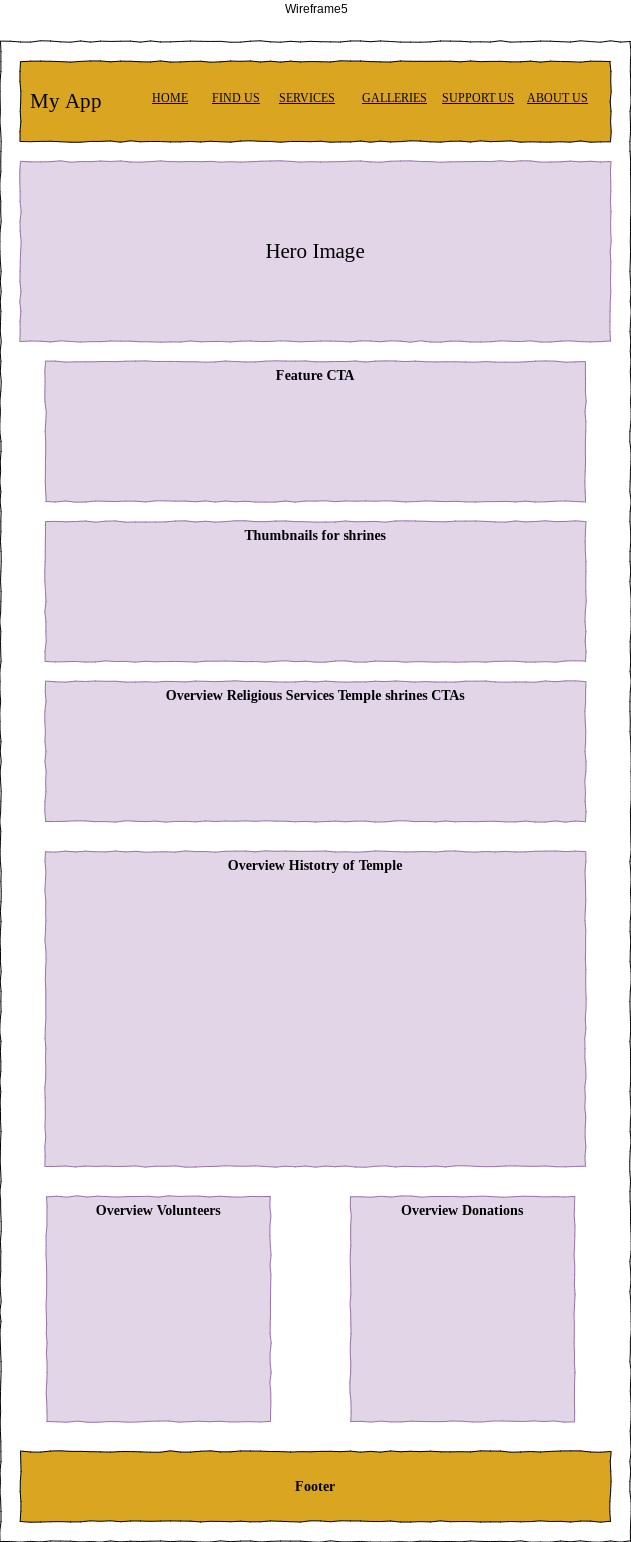 Wireframe5
My App
HOME FIND US SERVICES GALLERIES SUPPORT US ABOUT US
Hero Image
Feature CTA
Thumbnails for shrines
Overview Religious Services Temple shrines CTAs
Overview Histotry of Temple
Overview Volunteers
Overview Donations
Footer